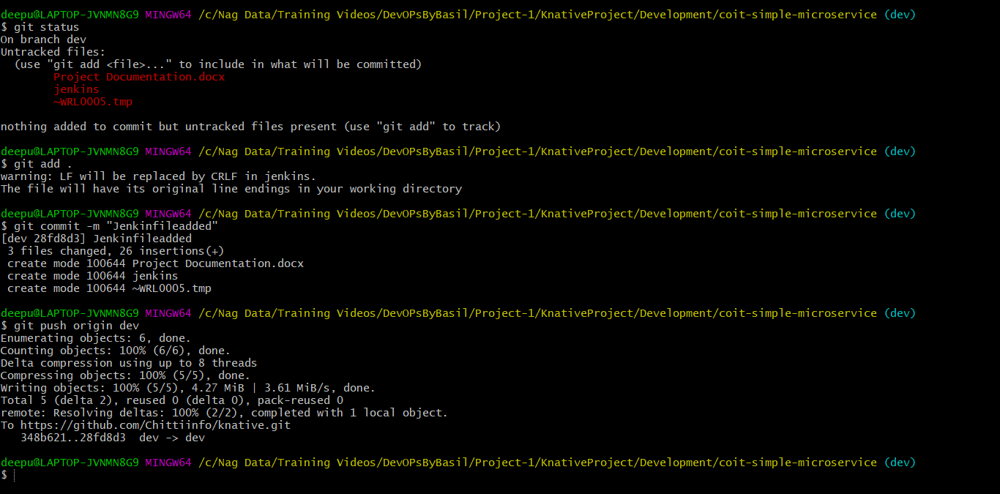 deepu@LAPTOP-JVNMN8G9 MINGW64 /c/Nag Data/Training Videos/DevOPsByBasil/Project-1/KnativeProject/Development/coit-simple-microservice (dev)
$ git status
On branch dev
Untracked files:
  (use "git add <file>..." to include in what will be committed)
        Project Documentation.docx
        jenkins
        ~WRL0005.tmp

nothing added to commit but untracked files present (use "git add" to track)

deepu@LAPTOP-JVNMN8G9 MINGW64 /c/Nag Data/Training Videos/DevOPsByBasil/Project-1/KnativeProject/Development/coit-simple-microservice (dev)
$ git add .
warning: LF will be replaced by CRLF in jenkins.
The file will have its original line endings in your working directory

deepu@LAPTOP-JVNMN8G9 MINGW64 /c/Nag Data/Training Videos/DevOPsByBasil/Project-1/KnativeProject/Development/coit-simple-microservice (dev)
$ git commit -m "Jenkinfileadded"
[dev 28fd8d3] Jenkinfileadded
 3 files changed, 26 insertions(+)
 create mode 100644 Project Documentation.docx
 create mode 100644 jenkins
 create mode 100644 ~WRL0005.tmp

deepu@LAPTOP-JVNMN8G9 MINGW64 /c/Nag Data/Training Videos/DevOPsByBasil/Project-1/KnativeProject/Development/coit-simple-microservice (dev)
$ git push origin dev
Enumerating objects: 6, done.
Counting objects: 100% (6/6), done.
Delta compression using up to 8 threads
Compressing objects: 100% (5/5), done.
Writing objects: 100% (5/5), 4.27 MiB | 3.61 MiB/s, done.
Total 5 (delta 2), reused 0 (delta 0), pack-reused 0
remote: Resolving deltas: 100% (2/2), completed with 1 local object.
To https://github.com/Chittiinfo/knative.git
   348b621..28fd8d3  dev -> dev

deepu@LAPTOP-JVNMN8G9 MINGW64 /c/Nag Data/Training Videos/DevOPsByBasil/Project-1/KnativeProject/Development/coit-simple-microservice (dev)
$